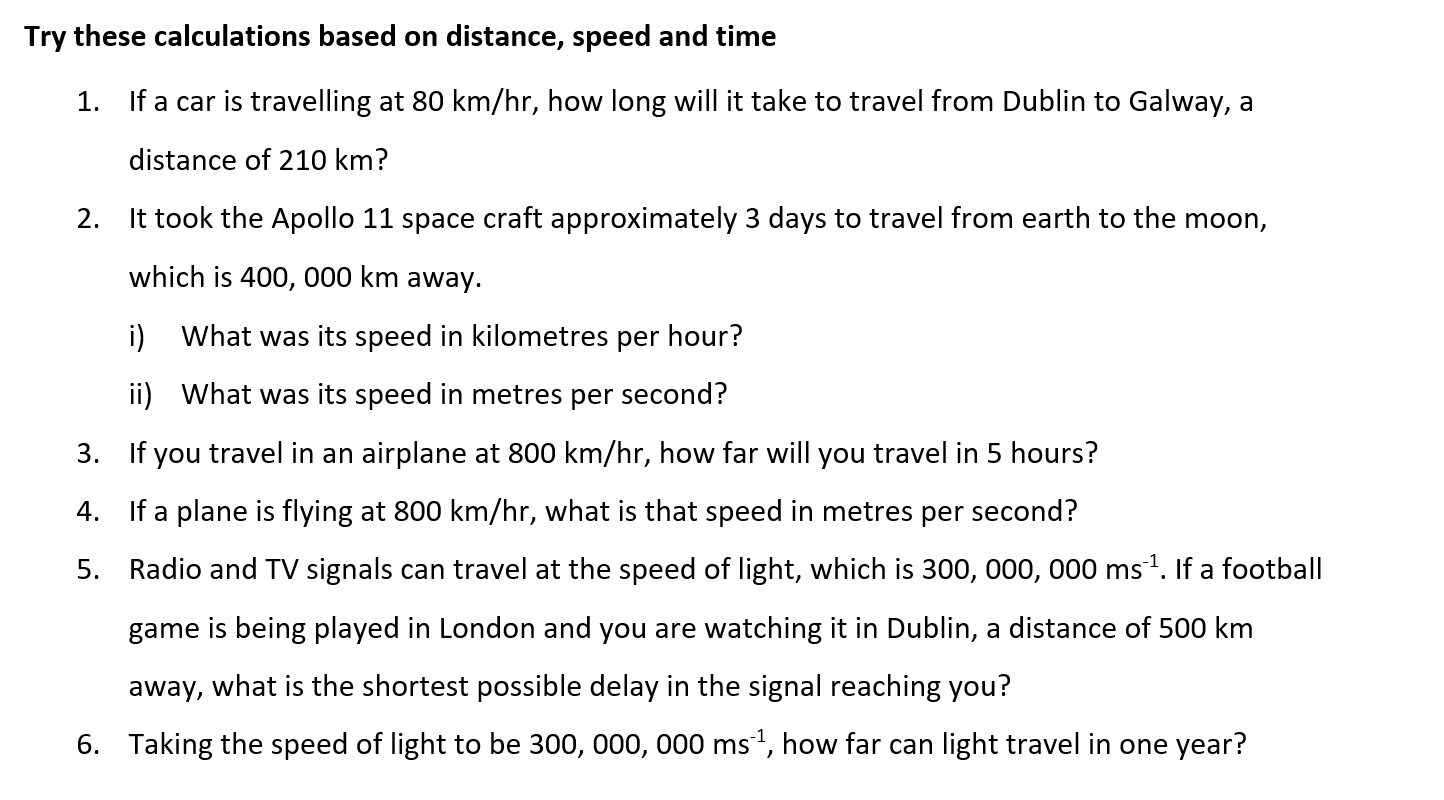 Try these calculations based on distance, speed and time
1. If a car is travelling at 80 km/hr, how long will it take to travel from Dublin to Galway, a
distance of 210 km?
2. It took the Apollo 11 space craft approximately 3 days to travel from earth to the moon,
which is 400, 000 km away.
i) What was its speed in kilometres per hour?
ii) What was its speed in metres per second?
3. If you travel in an airplane at 800 km/hr, how far will you travel in 5 hours?
4. If a plane is flying at 800 km/hr, what is that speed in metres per second?
5. Radio and TV signals can travel at the speed of light, which is 300, 000, 000 ms⁻¹. If a football
game is being played in London and you are watching it in Dublin, a distance of 500 km
away, what is the shortest possible delay in the signal reaching you?
6. Taking the speed of light to be 300, 000, 000 ms⁻¹, how far can light travel in one year?